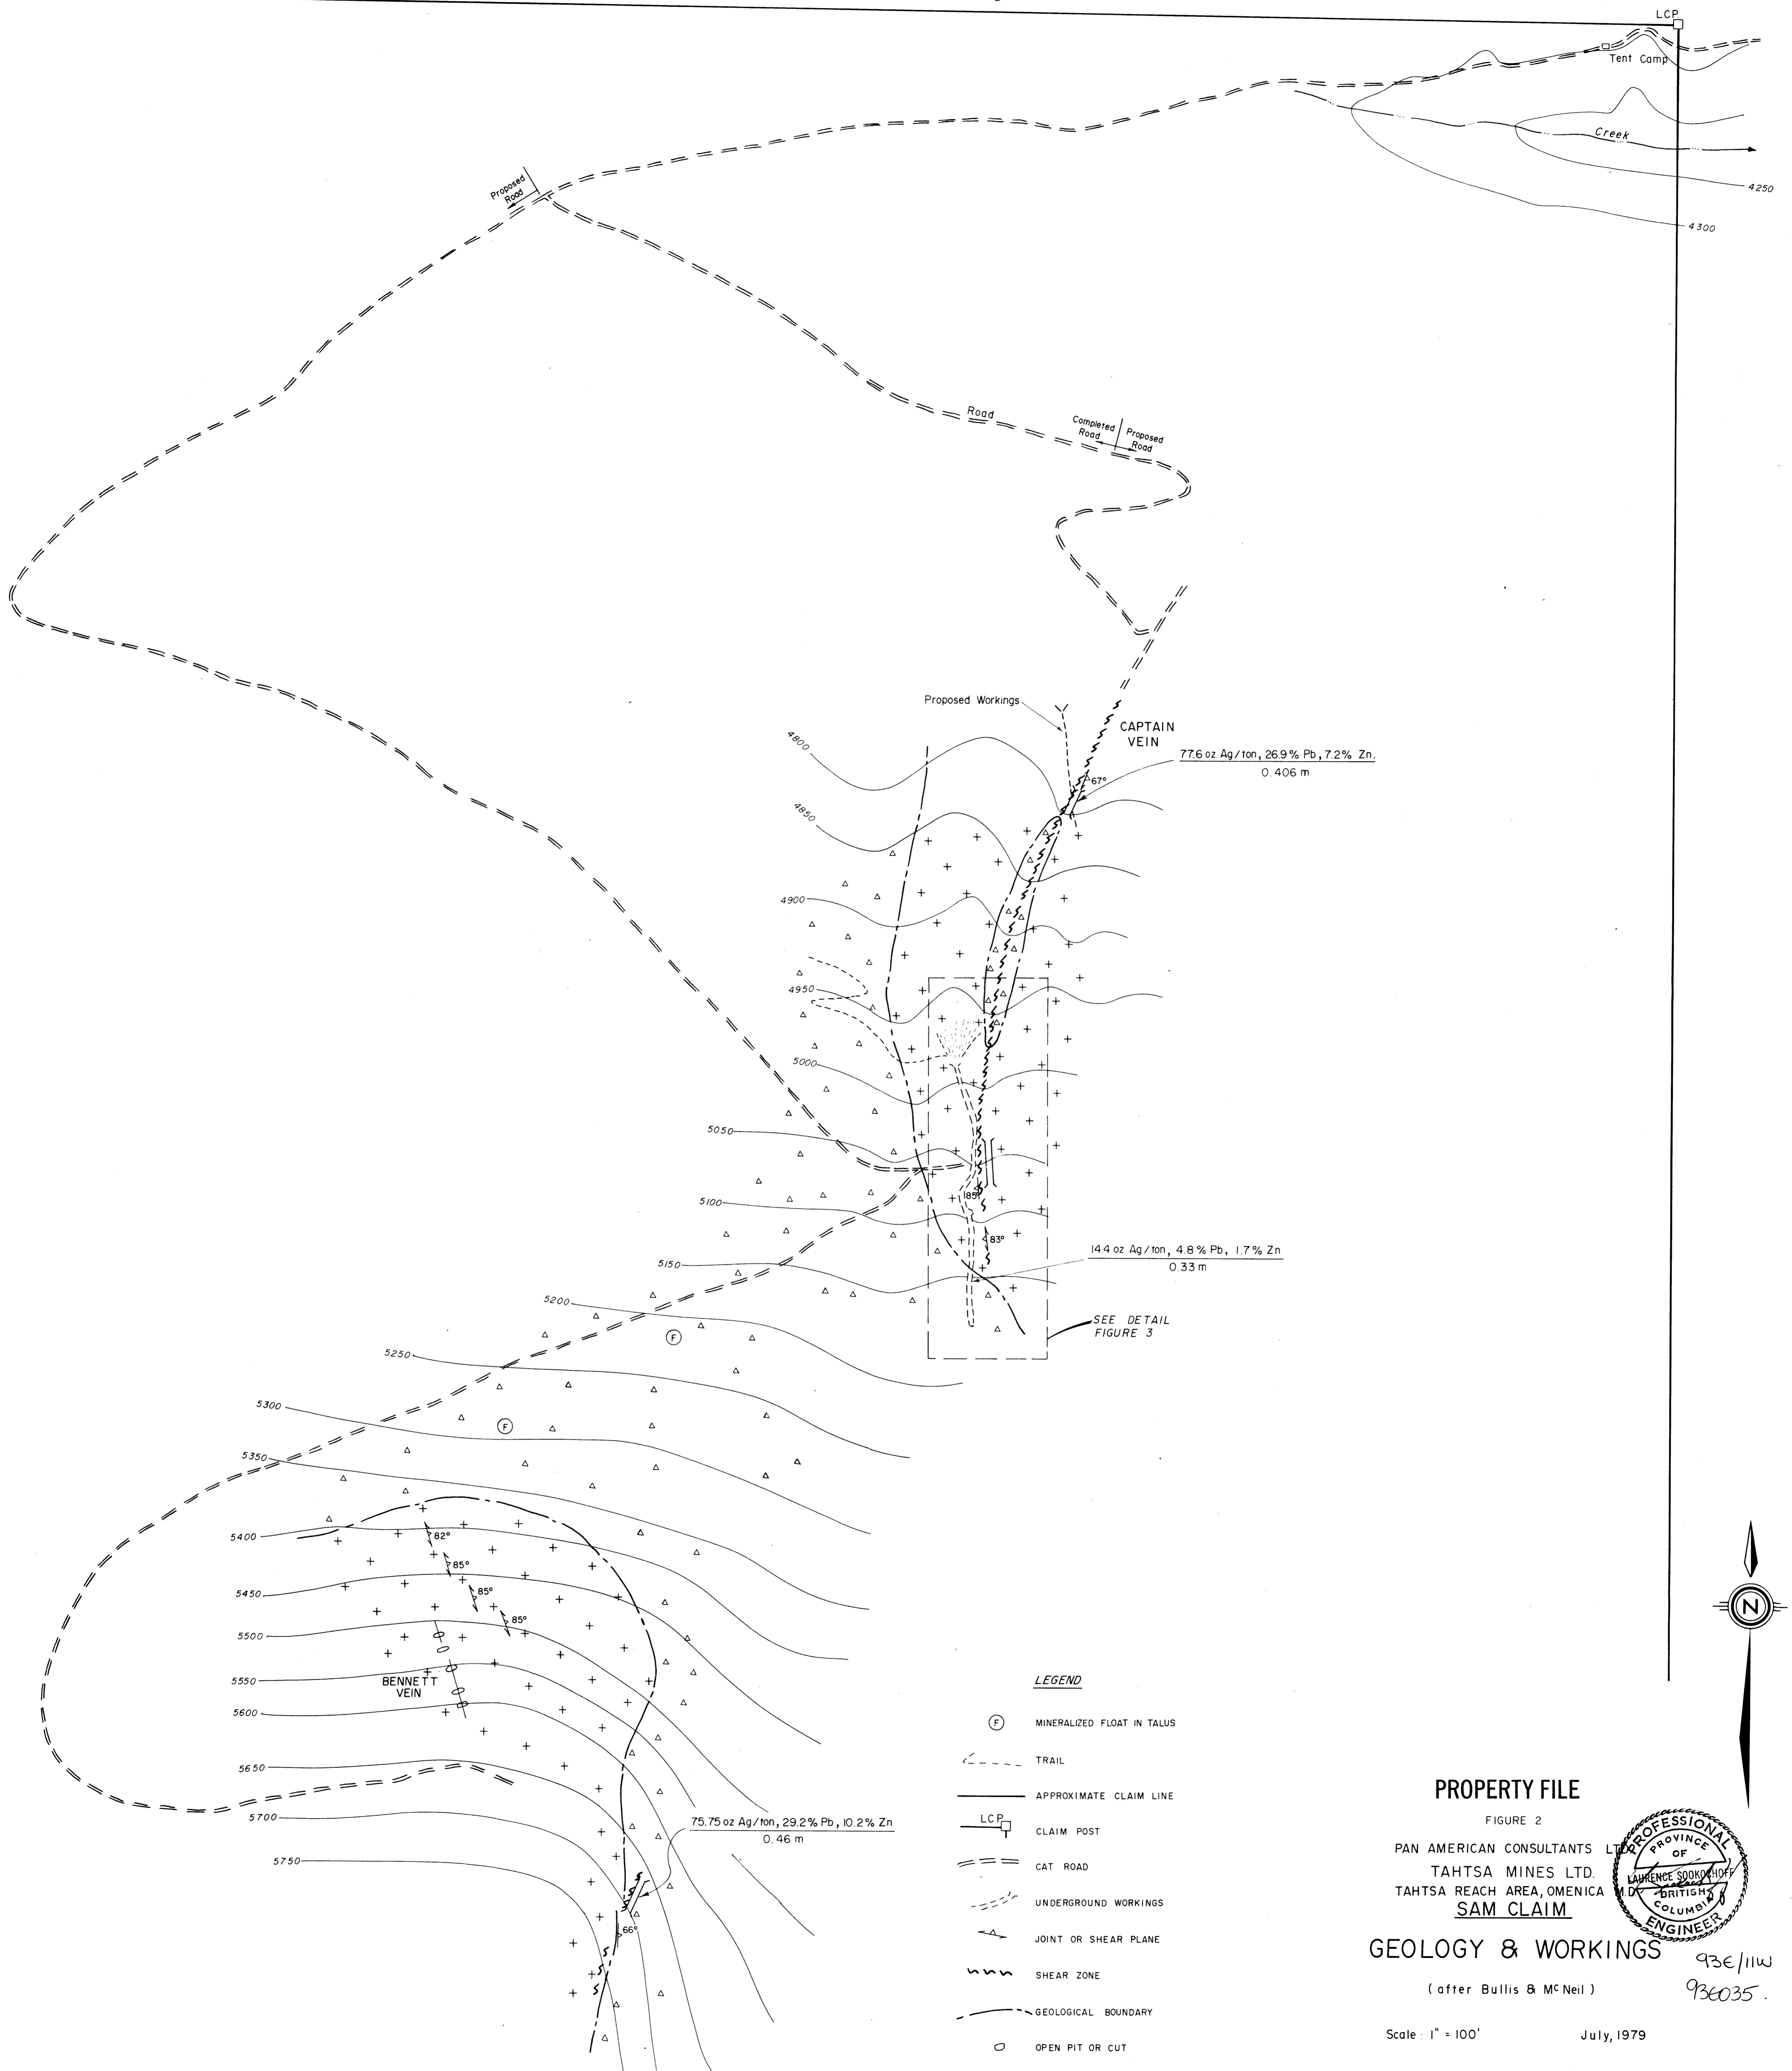 L.C.P.
Tent Camp
Creek
4250
4300
Proposed
Road
Road
Completed
Road
Proposed
Road
Proposed Workings
CAPTAIN
VEIN
77.6 oz. Ag/ton, 26.9% Pb, 7.2% Zn.
0.406 m
67°
4800
4850
4900
4950
5000
5050
5100
85°
83°
14.4 oz Ag/ton, 4.8% Pb, 1.7% Zn
0.33 m
5150
5200
SEE DETAIL
FIGURE 3
F
5250
5300
F
5350
5400
82°
85°
5450
85°
85°
5500
5550
BENNETT
VEIN
5600
5650
5700
75.75 oz Ag/ton, 29.2% Pb, 10.2% Zn
0.46 m
5750
66°
N
LEGEND
F MINERALIZED FLOAT IN TALUS
TRAIL
APPROXIMATE CLAIM LINE
LCP CLAIM POST
CAT ROAD
UNDERGROUND WORKINGS
JOINT OR SHEAR PLANE
SHEAR ZONE
GEOLOGICAL BOUNDARY
OPEN PIT OR CUT
PROPERTY FILE
FIGURE 2
PAN AMERICAN CONSULTANTS LTD.
TAHTSA MINES LTD.
TAHTSA REACH AREA, OMENICA M.D.
SAM CLAIM
GEOLOGY & WORKINGS
(after Bullis & McNeil)
Scale: 1" = 100'
July, 1979
PROFESSIONAL
PROVINCE
OF
LAURENCE SOOKOCHOFF
BRITISH
COLUMBIA
ENGINEER
93E/11W
93E035.